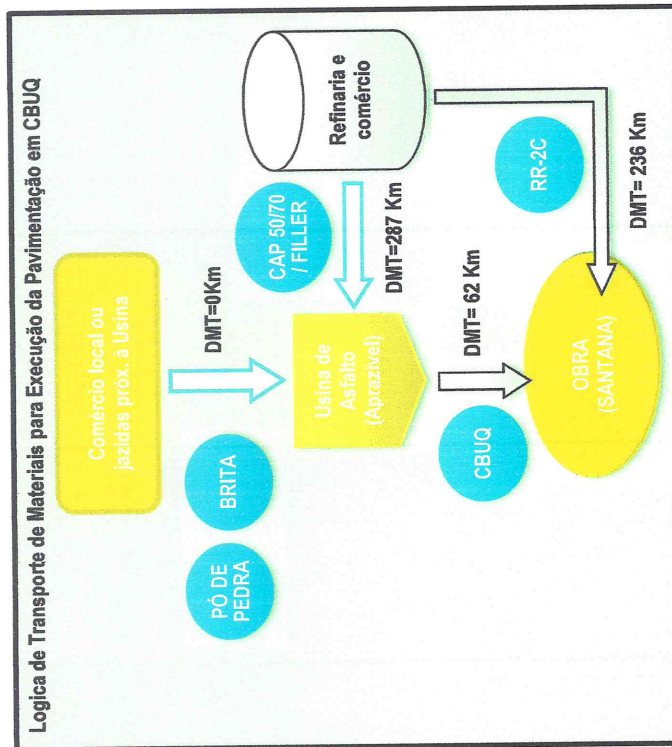 Logica de Transporte de Materiais para Execução da Pavimentação em CBUQ
Comércio local ou
jazidas próx. a Usina
PÓ DE
PEDRA
BRITA
DMT=0Km
Usina de
Asfalto
(Aprazível)
CAP 50/70
/ FILLER
DMT=287 Km
Refinaria e
comércio
CBUQ
DMT= 62 Km
RR-2C
DMT= 236 Km
OBRA
(SANTANA)